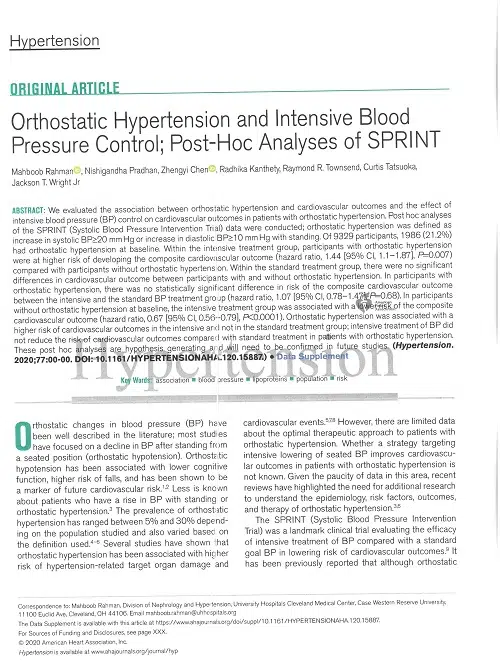 Hypertension
ORIGINAL ARTICLE
Orthostatic Hypertension and Intensive Blood
Pressure Control; Post-Hoc Analyses of SPRINT
Mahboob Rahman, Nishigandha Pradhan, Zhengyi Chen, Radhika Kanthety, Raymond R. Townsend, Curtis Tatsuoka,
Jackson T. Wright Jr
ABSTRACT: We evaluated the association between orthostatic hypertension and cardiovascular outcomes and the effect of
intensive blood pressure (BP) control on cardiovascular outcomes in patients with orthostatic hypertension. Post hoc analyses
of the SPRINT (Systolic Blood Pressure Intervention Trial) data were conducted; orthostatic hypertension was defined as
increase in systolic BP≥20 mm Hg or increase in diastolic BP≥10 mm Hg with standing. Of 9329 participants, 1986 (21.2%)
had orthostatic hypertension at baseline. Within the intensive treatment group, participants with orthostatic hypertension
were at higher risk of developing the composite cardiovascular outcome (hazard ratio, 1.44 [95% CI, 1.1–1.87], P=0.007)
compared with participants without orthostatic hypertension. Within the standard treatment group, there were no significant
differences in cardiovascular outcome between participants with and without orthostatic hypertension. In participants with
orthostatic hypertension, there was no statistically significant difference in risk of the composite cardiovascular outcome
between the intensive and the standard BP treatment group (hazard ratio, 1.07 [95% CI, 0.78–1.47], P=0.68). In participants
without orthostatic hypertension at baseline, the intensive treatment group was associated with a risk of the composite
cardiovascular outcome (hazard ratio, 0.67 [95% CI, 0.56–0.79], P<0.0001). Orthostatic hypertension was associated with a
higher risk of cardiovascular outcomes in the intensive and not in the standard treatment group; intensive treatment of BP did
not reduce the risk of cardiovascular outcomes compared with standard treatment in patients with orthostatic hypertension.
These post hoc analyses are hypothesis generating and will need to be confirmed in future studies. (Hypertension.
2020;77:00-00. DOI: 10.1161/HYPERTENSIONAHA.120.15887.) • Data Supplement
Hypertension
Key Words: association ■ blood pressure ■ lipoproteins ■ population ■ risk
Orthostatic changes in blood pressure (BP) have
been well described in the literature; most studies
have focused on a decline in BP after standing from
a seated position (orthostatic hypotention). Orthostatic
hypotension has been associated with lower cognitive
function, higher risk of falls, and has been shown to be
a marker of future cardiovascular risk.1,2 Less is known
about patients who have a rise in BP with standing or
orthostatic hypertension.3 The prevalence of orthostatic
hypertension has ranged between 5% and 30% depend-
ing on the population studied and also varied based on
the definition used.4–6 Several studies have shown that
orthostatic hypertension has been associated with higher
risk of hypertension-related target organ damage and
cardiovascular events.5,7,8 However, there are limited data
about the optimal therapeutic approach to patients with
orthostatic hypertension. Whether a strategy targeting
intensive lowering of seated BP improves cardiovascu-
lar outcomes in patients with orthostatic hypertension is
not known. Given the paucity of data in this area, recent
reviews have highlighted the need for additional research
to understand the epidemiology, risk factors, outcomes,
and therapy of orthostatic hypertension.3,8
The SPRINT (Systolic Blood Pressure Intervention
Trial) was a landmark clinical trial evaluating the efficacy
of intensive treatment of BP compared with a standard
goal BP in lowering risk of cardiovascular outcomes.9 It
has been previously reported that although orthostatic
Correspondence to: Mahboob Rahman, Division of Nephrology and Hypertension, University Hospitals Cleveland Medical Center, Case Western Reserve University,
11100 Euclid Ave, Cleveland, OH 44106. Email mahboob.rahman@uhhospitals.org
The Data Supplement is available with this article at https://www.ahajournals.org/doi/suppl/10.1161/HYPERTENSIONAHA.120.15887.
For Sources of Funding and Disclosures, see page XXX.
© 2020 American Heart Association, Inc.
Hypertension is available at www.ahajournals.org/journal/hyp